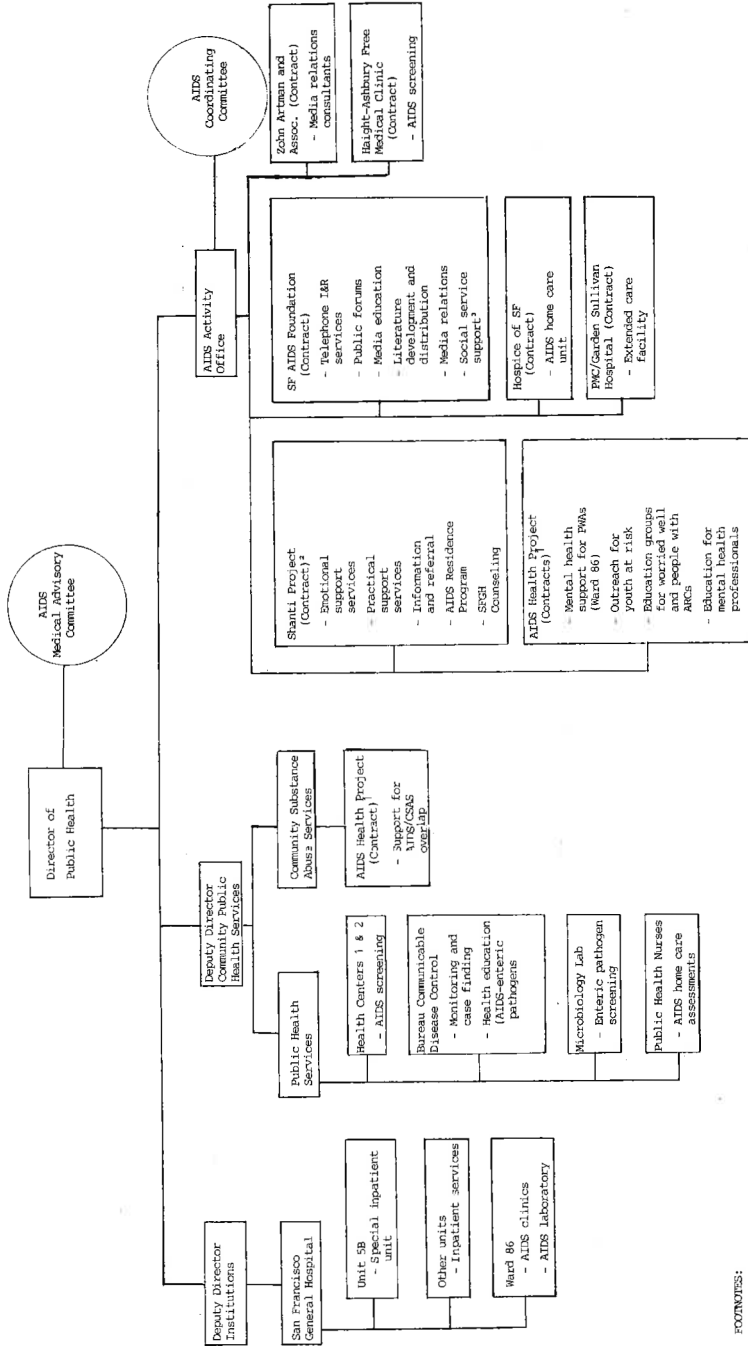 AIDS
Medical Advisory
Committee
Director of
Public Health
AIDS
Coordinating
Committee
Deputy Director
Institutions
Deputy Director
Community Public
Health Services
AIDS Activity
Office
San Francisco
General Hospital
Unit 5B
- Special inpatient
unit
Other units
- Inpatient services
Ward 86
- AIDS clinics
- AIDS laboratory
Public Health
Services
Health Centers 1 & 2
- AIDS screening
Bureau Communicable
Disease Control
- Monitoring and
case finding
- Health education
(AIDS-enteric
pathogens
Microbiology Lab
- Enteric pathogen
screening
Public Health Nurses
- AIDS home care
assessments
Community Substance
Abuse Services
AIDS Health Project
(Contract)¹
- Support for
AIDS/CSAS
overlap
Shanti Project
(Contract)²
- Emotional
support
services
- Practical
support
services
- Information
and referral
- AIDS Residence
Program
- SFGH
Counseling
AIDS Health Project
(Contracts)¹
- Mental health
support for PWAs
(Ward 86)
- Outreach for
youth at risk
- Education groups
for worried well
and people with
ARCs
- Education for
mental health
professionals
SF AIDS Foundation
(Contract)
- Telephone I&R
services
- Public forums
- Media education
- Literature
development and
distribution
- Media relations
- Social service
support³
Hospice of SF
(Contract)
- AIDS home care
unit
PMC/Garden Sullivan
Hospital (Contract)
- Extended care
facility
Zohn Artman and
Assoc. (Contract)
- Media relations
consultants
Haight-Ashbury Free
Medical Clinic
(Contract)
- AIDS screening
FOOTNOTES: